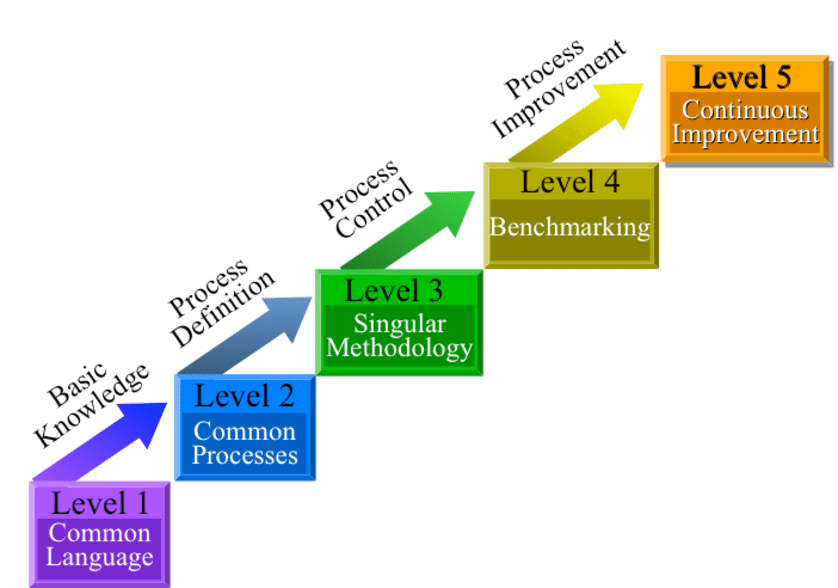 Level 1
Common
Language
Basic
Knowledge
Level 2
Common
Processes
Process
Definition
Level 3
Singular
Methodology
Process
Control
Level 4
Benchmarking
Process
Improvement
Level 5
Continuous
Improvement